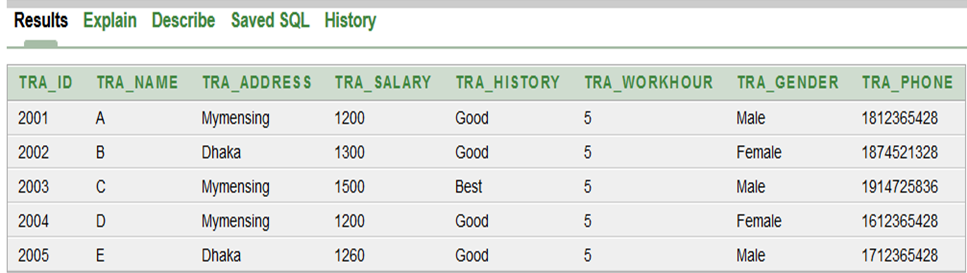 Results Explain Describe Saved SQL History
TRA_ID TRA_NAME TRA_ADDRESS TRA_SALARY TRA_HISTORY TRA_WORKHOUR TRA_GENDER TRA_PHONE
2001 A Mymensing 1200 Good 5 Male 1812365428
2002 B Dhaka 1300 Good 5 Female 1874521328
2003 C Mymensing 1500 Best 5 Male 1914725836
2004 D Mymensing 1200 Good 5 Female 1612365428
2005 E Dhaka 1260 Good 5 Male 1712365428